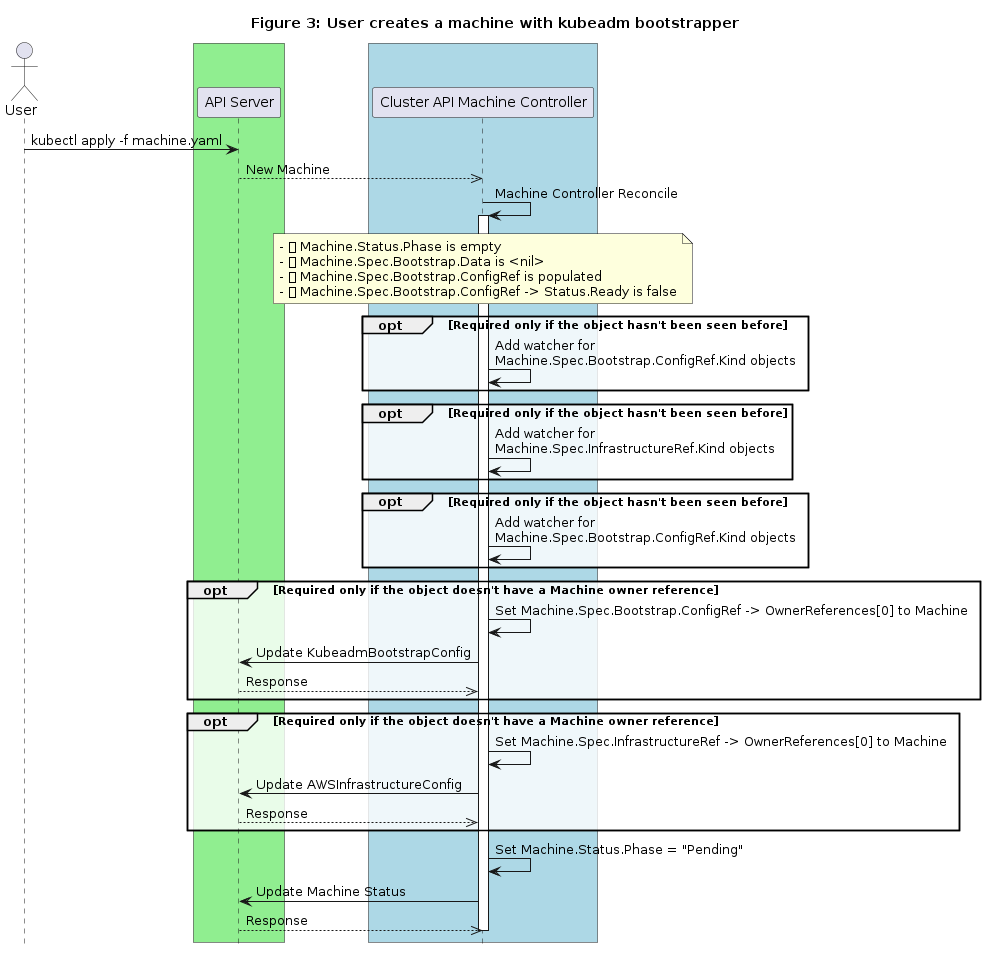 Figure 3: User creates a machine with kubeadm bootstrapper
User
API Server
Cluster API Machine Controller
kubectl apply -f machine.yaml
New Machine
Machine Controller Reconcile
- ▯ Machine.Status.Phase is empty
- ▯ Machine.Spec.Bootstrap.Data is <nil>
- ▯ Machine.Spec.Bootstrap.ConfigRef is populated
- ▯ Machine.Spec.Bootstrap.ConfigRef -> Status.Ready is false
opt [Required only if the object hasn't been seen before]
Add watcher for
Machine.Spec.Bootstrap.ConfigRef.Kind objects
opt [Required only if the object hasn't been seen before]
Add watcher for
Machine.Spec.InfrastructureRef.Kind objects
opt [Required only if the object hasn't been seen before]
Add watcher for
Machine.Spec.Bootstrap.ConfigRef.Kind objects
opt [Required only if the object doesn't have a Machine owner reference]
Set Machine.Spec.Bootstrap.ConfigRef -> OwnerReferences[0] to Machine
Update KubeadmBootstrapConfig
Response
opt [Required only if the object doesn't have a Machine owner reference]
Set Machine.Spec.InfrastructureRef -> OwnerReferences[0] to Machine
Update AWSInfrastructureConfig
Response
Set Machine.Status.Phase = "Pending"
Update Machine Status
Response